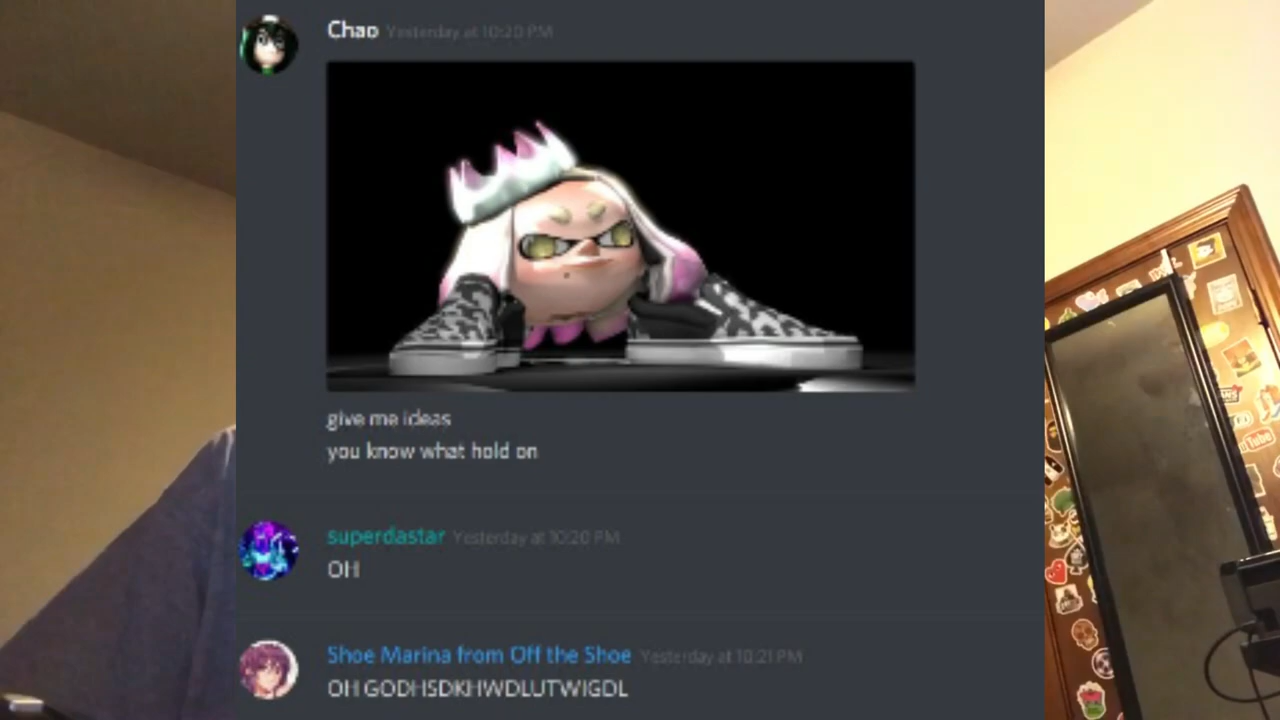 Chao Yesterday at 10:20 PM
give me ideas
you know what hold on
superdastar Yesterday at 10:20 PM
OH
Shoe Marina from Off the Shoe Yesterday at 10:21 PM
OH GODHSDKHWDLUTWIGDL